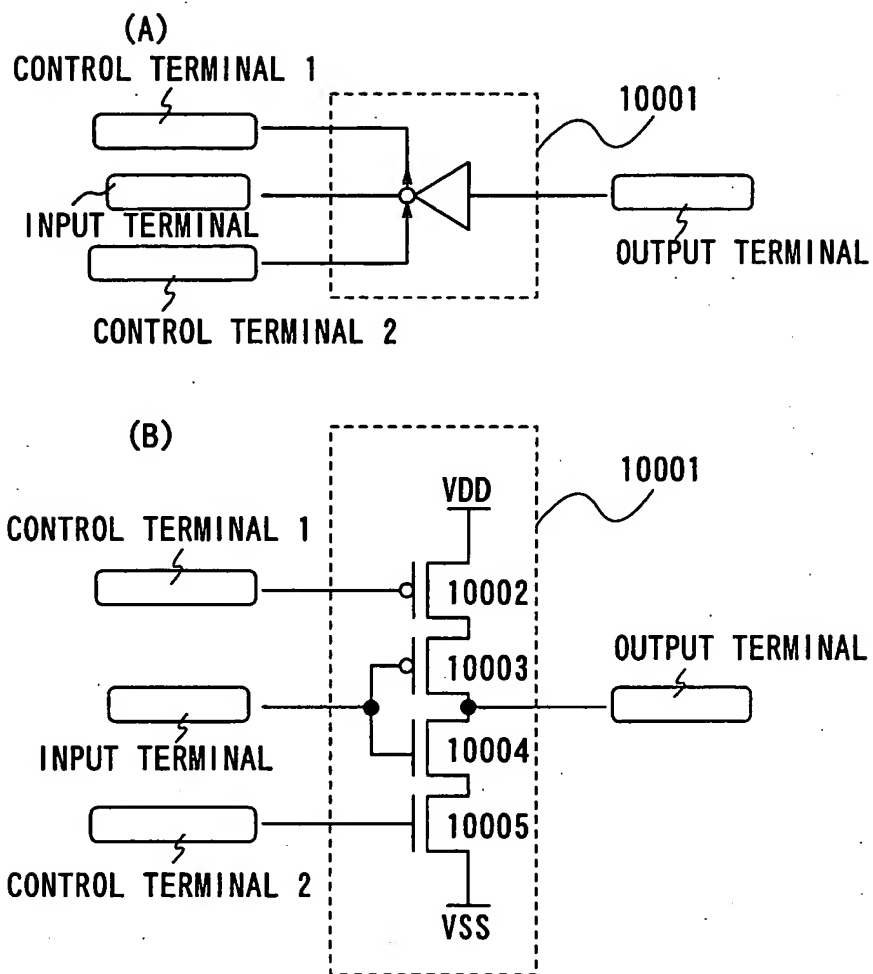 (A)
CONTROL TERMINAL 1
10001
INPUT TERMINAL
OUTPUT TERMINAL
CONTROL TERMINAL 2
(B)
10001
VDD
CONTROL TERMINAL 1
10002
OUTPUT TERMINAL
10003
INPUT TERMINAL
10004
10005
CONTROL TERMINAL 2
VSS